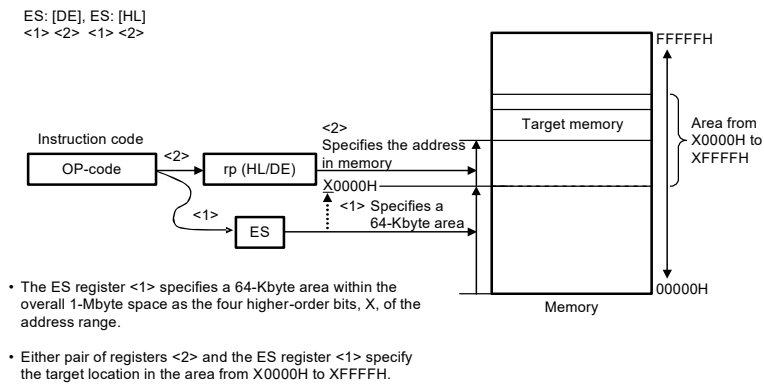 ES: [DE], ES: [HL]
<1> <2> <1> <2>
FFFFFH
Target memory
Area from
X0000H to
XFFFFH
Instruction code
OP-code
<2>
rp (HL/DE)
<2>
Specifies the address
in memory
X0000H
<1>
ES
<1> Specifies a
64-Kbyte area
00000H
Memory
• The ES register <1> specifies a 64-Kbyte area within the
overall 1-Mbyte space as the four higher-order bits, X, of the
address range.
• Either pair of registers <2> and the ES register <1> specify
the target location in the area from X0000H to XFFFFH.